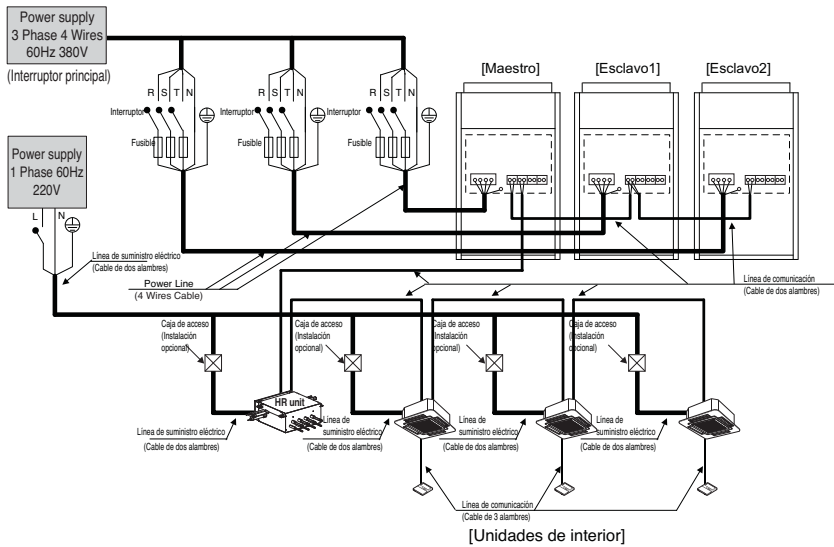 Power supply
3 Phase 4 Wires
60Hz 380V
(Interruptor principal)
[Maestro]
[Esclavo1]
[Esclavo2]
R S T N
R S T N
R S T N
Interruptor
Interruptor
Interruptor
Fusible
Fusible
Fusible
Power supply
1 Phase 60Hz
220V
L N
Línea de suministro eléctrico
(Cable de dos alambres)
Power Line
(4 Wires Cable)
Línea de comunicación
(Cable de dos alambres)
Caja de acceso
(Instalación
opcional)
Caja de acceso
(Instalación
opcional)
Caja de acceso
(Instalación
opcional)
Caja de acceso
(Instalación
opcional)
HR unit
Línea de suministro eléctrico
(Cable de dos alambres)
Línea de
suministro eléctrico
(Cable de dos alambres)
Línea de
suministro eléctrico
(Cable de dos alambres)
Línea de
suministro eléctrico
(Cable de dos alambres)
Línea de comunicación
(Cable de 3 alambres)
[Unidades de interior]